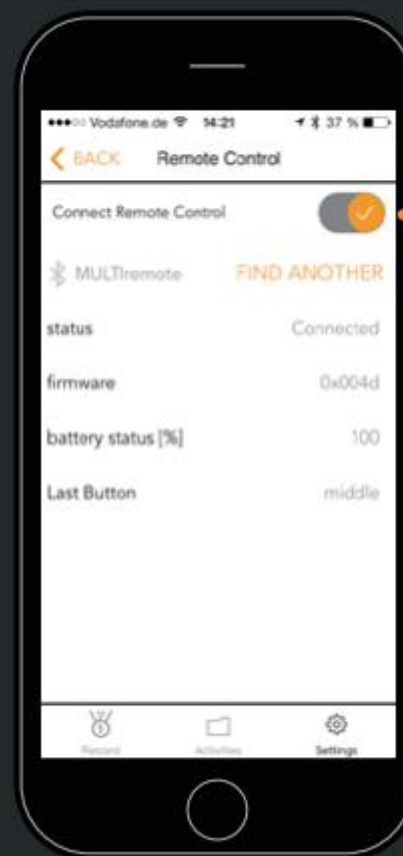 Vodafone.de 14:21 37 %
BACK Remote Control
Connect Remote Control
MULTIremote FIND ANOTHER
status Connected
firmware 0x004d
battery status [%] 100
Last Button middle
Record Activities Settings